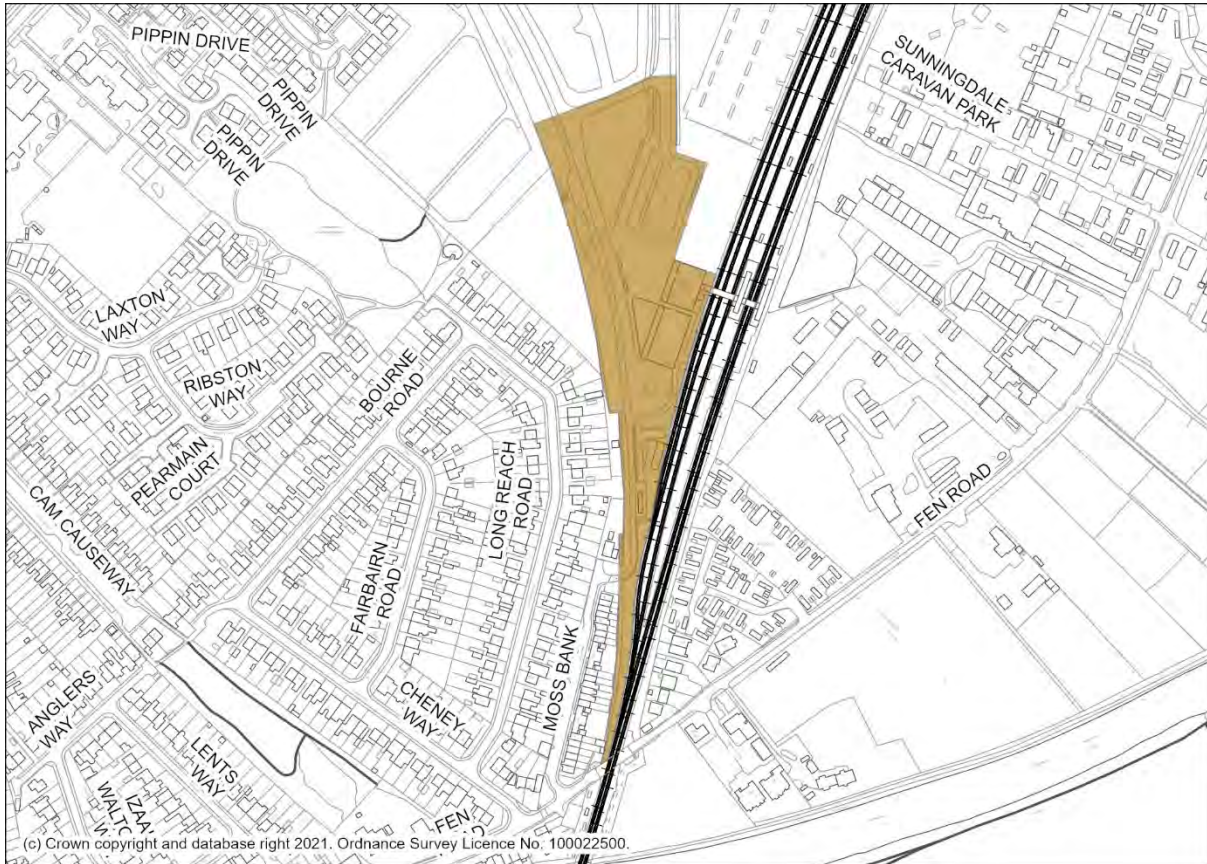 PIPPIN DRIVE
PIPPIN
DRIVE
PIPPIN
DRIVE
SUNNINGDALE
CARAVAN PARK
LAXTON
WAY
RIBSTON
WAY
BOURNE
ROAD
PEARMAIN
COURT
CAM CAUSEWAY
LONG REACH
ROAD
FAIRBAIRN
ROAD
FEN ROAD
MOSS BANK
CHENEY
WAY
ANGLERS
WAY
LENTS
WAY
IZAA
WALTO
FEN
(c) Crown copyright and database right 2021. Ordnance Survey Licence No. 100022500.